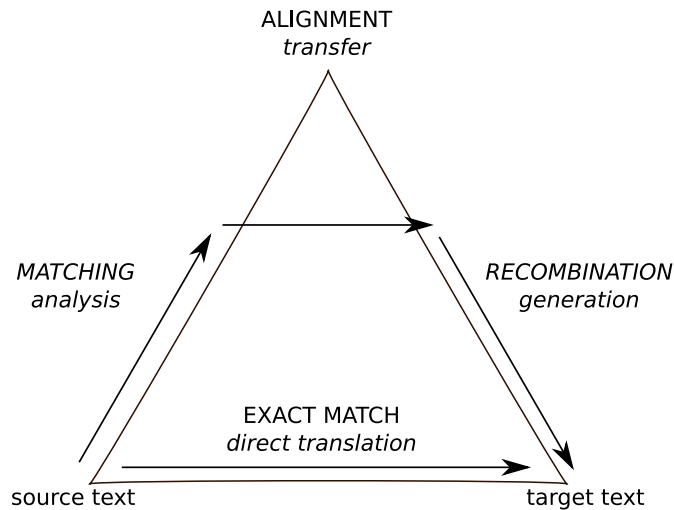 ALIGNMENT
transfer
MATCHING
analysis
RECOMBINATION
generation
EXACT MATCH
direct translation
source text
target text